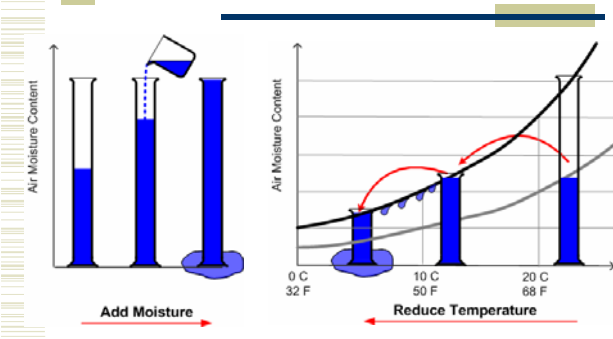 Air Moisture Content
Add Moisture
Air Moisture Content
0 C 10 C 20 C
32 F 50 F 68 F
Reduce Temperature